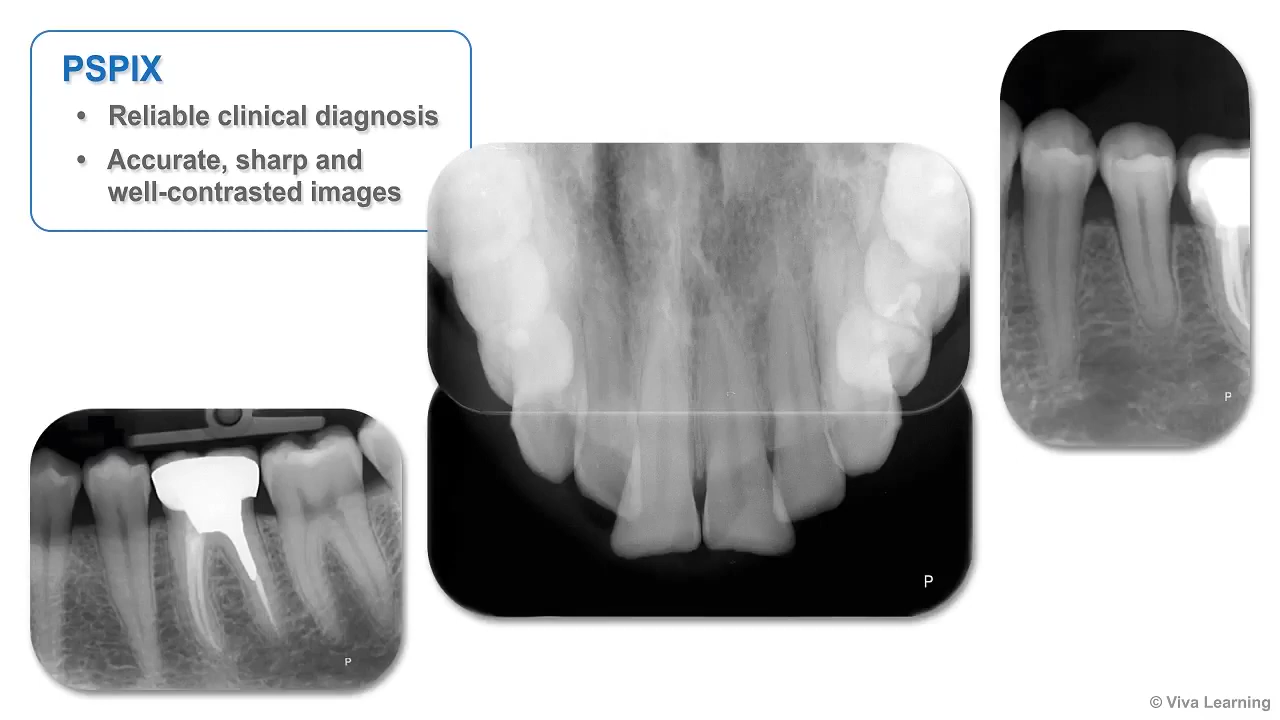 PSPIX
• Reliable clinical diagnosis
• Accurate, sharp and
well-contrasted images
P
P
P
© Viva Learning